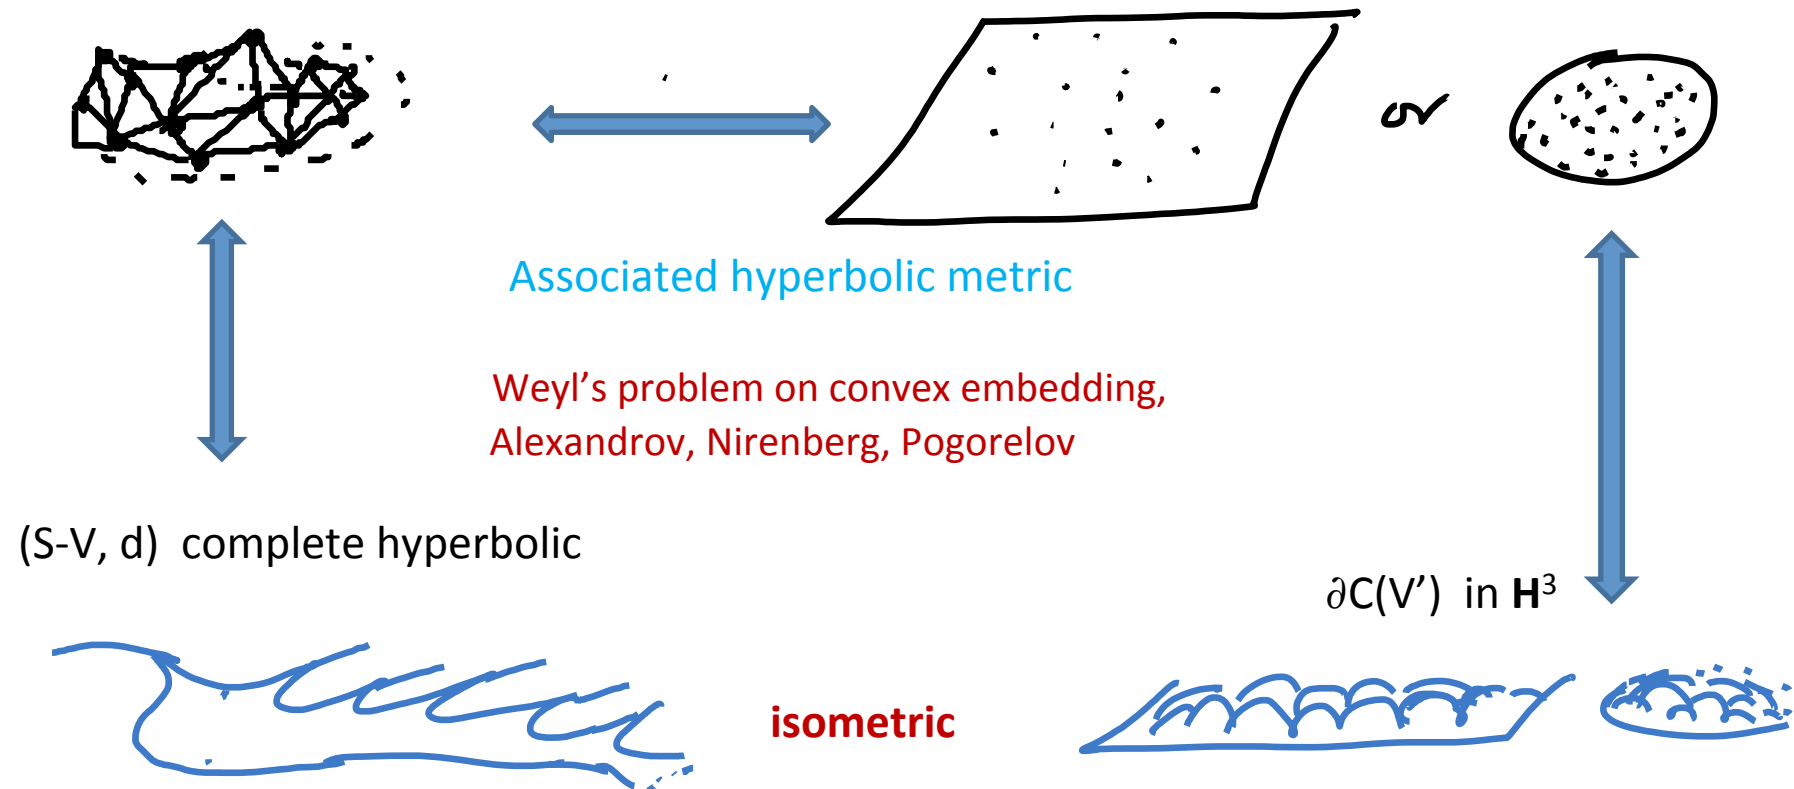 or
Associated hyperbolic metric
Weyl’s problem on convex embedding,
Alexandrov, Nirenberg, Pogorelov
(S-V, d) complete hyperbolic
∂C(V’) in H³
isometric